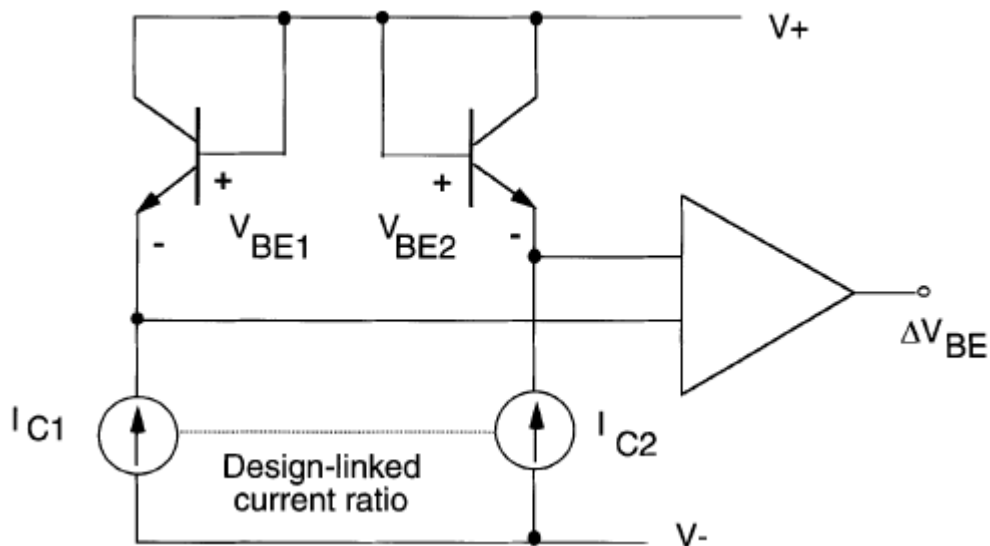 V+
+
+
-
V BE1
V BE2
-
ΔV BE
I C1
I C2
Design-linked
current ratio
V-